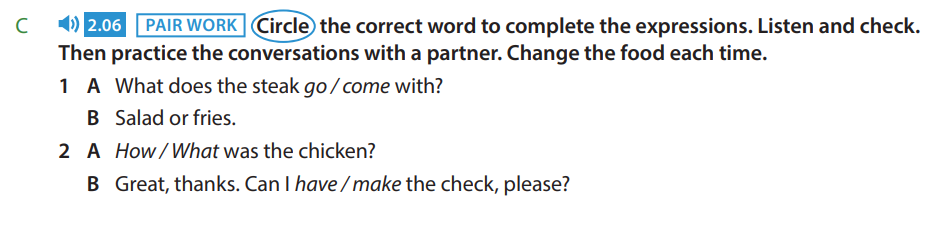 C 2.06 PAIR WORK Circle the correct word to complete the expressions. Listen and check.
Then practice the conversations with a partner. Change the food each time.
1 A What does the steak go / come with?
B Salad or fries.
2 A How / What was the chicken?
B Great, thanks. Can I have / make the check, please?